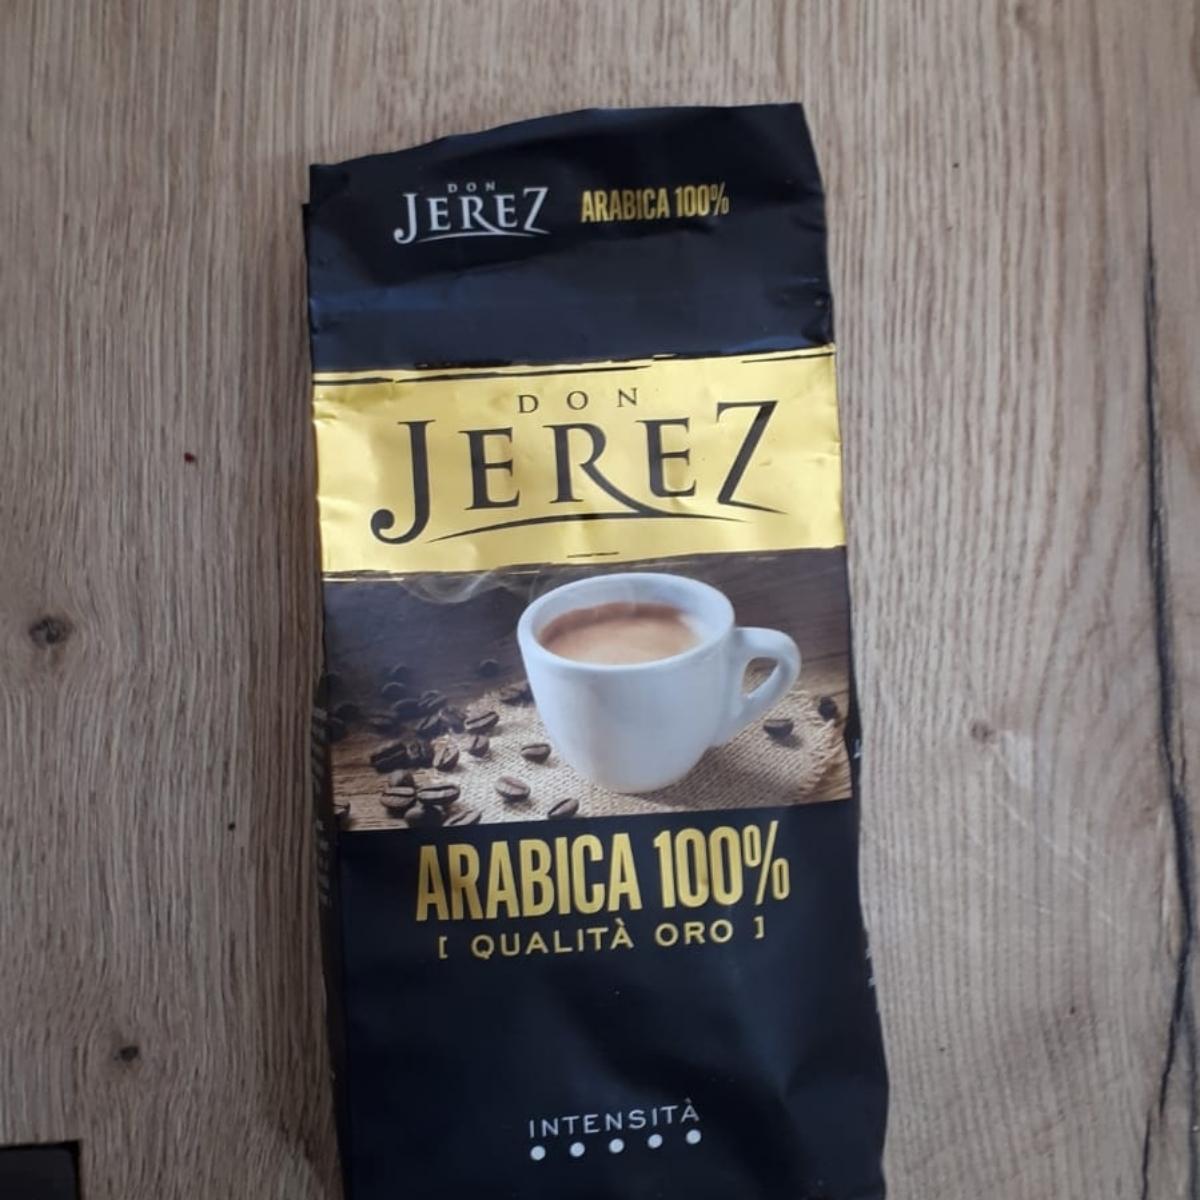 DON
JEREZ ARABICA 100%
DON
JEREZ
ARABICA 100%
[ QUALITÀ ORO ]
INTENSITÀ